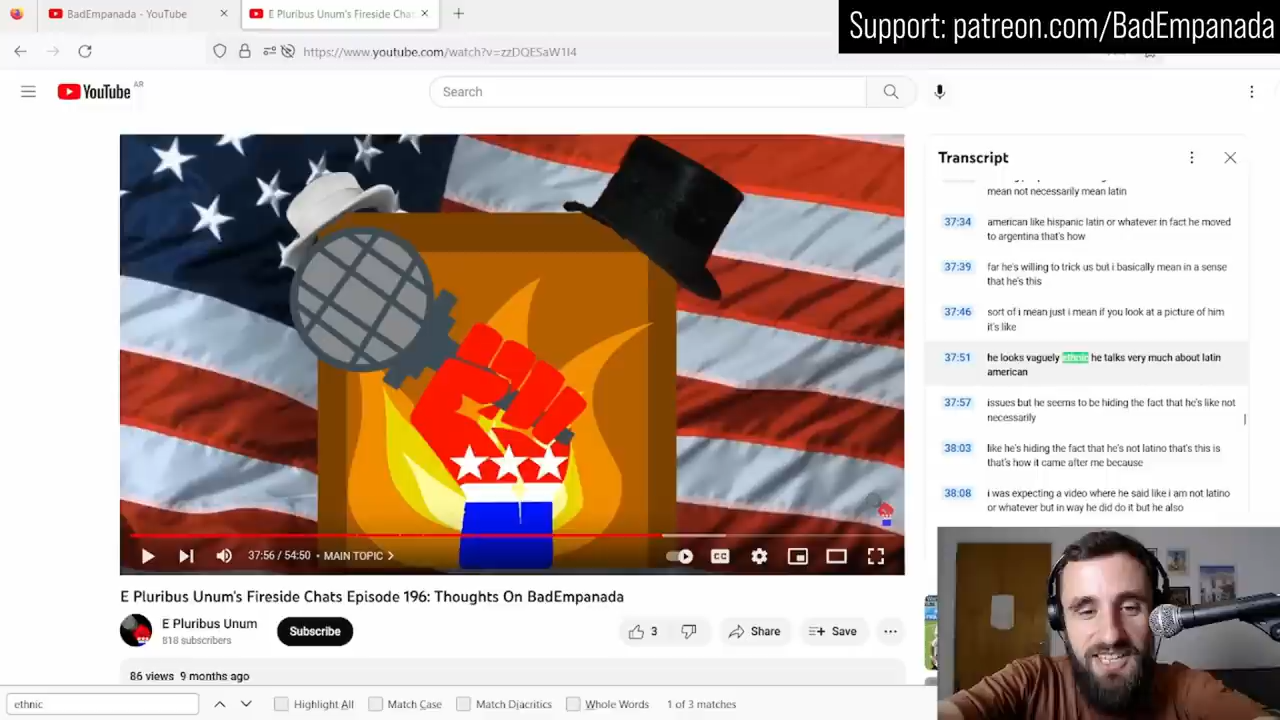 BadEmpanada - YouTube
E Pluribus Unum's Fireside Chat
Support: patreon.com/BadEmpanada
https://www.youtube.com/watch?v=zzDQESaW1I4
YouTube AR
Search
Transcript
mean not necessarily mean latin
37:34
american like hispanic latin or whatever in fact he moved
to argentina that's how
37:39
far he's willing to trick us but i basically mean in a sense
that he's this
37:46
sort of i mean just i mean if you look at a picture of him
it's like
37:51
he looks vaguely ethnic he talks very much about latin
american
37:57
issues but he seems to be hiding the fact that he's like not
necessarily
38:03
like he's hiding the fact that he's not latino that's this is
that's how it came after me because
38:08
i was expecting a video where he said like i am not latino
or whatever but in way he did do it but he also
37:56 / 54:50 • MAIN TOPIC
CC
E Pluribus Unum's Fireside Chats Episode 196: Thoughts On BadEmpanada
E Pluribus Unum
818 subscribers
Subscribe
3
Share
Save
86 views 9 months ago
ethnic
Highlight All
Match Case
Match Diacritics
Whole Words
1 of 3 matches